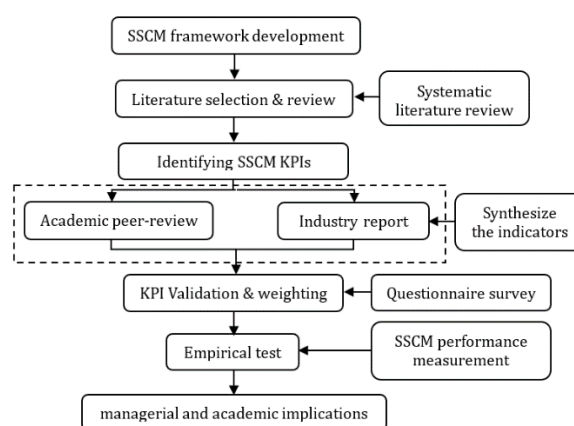 SSCM framework development
Literature selection & review
Systematic
literature review
Identifying SSCM KPIs
Academic peer-review
Industry report
Synthesize
the indicators
KPI Validation & weighting
Questionnaire survey
Empirical test
SSCM performance
measurement
managerial and academic implications